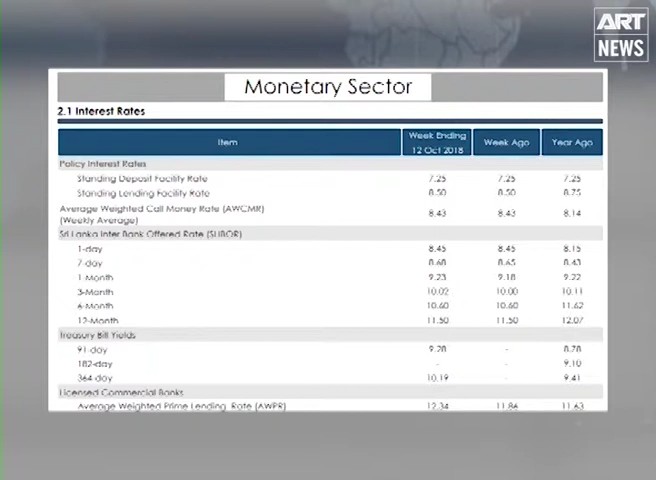 ART
NEWS
Monetary Sector
2.1 Interest Rates
Item Week Ending 12 Oct 2018 Week Ago Year Ago
Policy Interest Rates
Standing Deposit Facility Rate 7.25 7.25 7.25
Standing Lending Facility Rate 8.50 8.50 8.75
Average Weighted Call Money Rate (AWCMR)
(Weekly Average) 8.43 8.43 8.14
Sri Lanka Inter Bank Offered Rate (SLIBOR)
1-day 8.45 8.45 8.15
7-day 8.68 8.65 8.43
1-Month 9.23 9.18 9.22
3-Month 10.02 10.00 10.11
6-Month 10.60 10.60 11.62
12-Month 11.50 11.50 12.07
Treasury Bill Yields
91-day 9.28 - 8.78
182-day - - 9.10
364-day 10.19 - 9.41
Licensed Commercial Banks
Average Weighted Prime Lending Rate (AWPR) 12.34 11.86 11.63